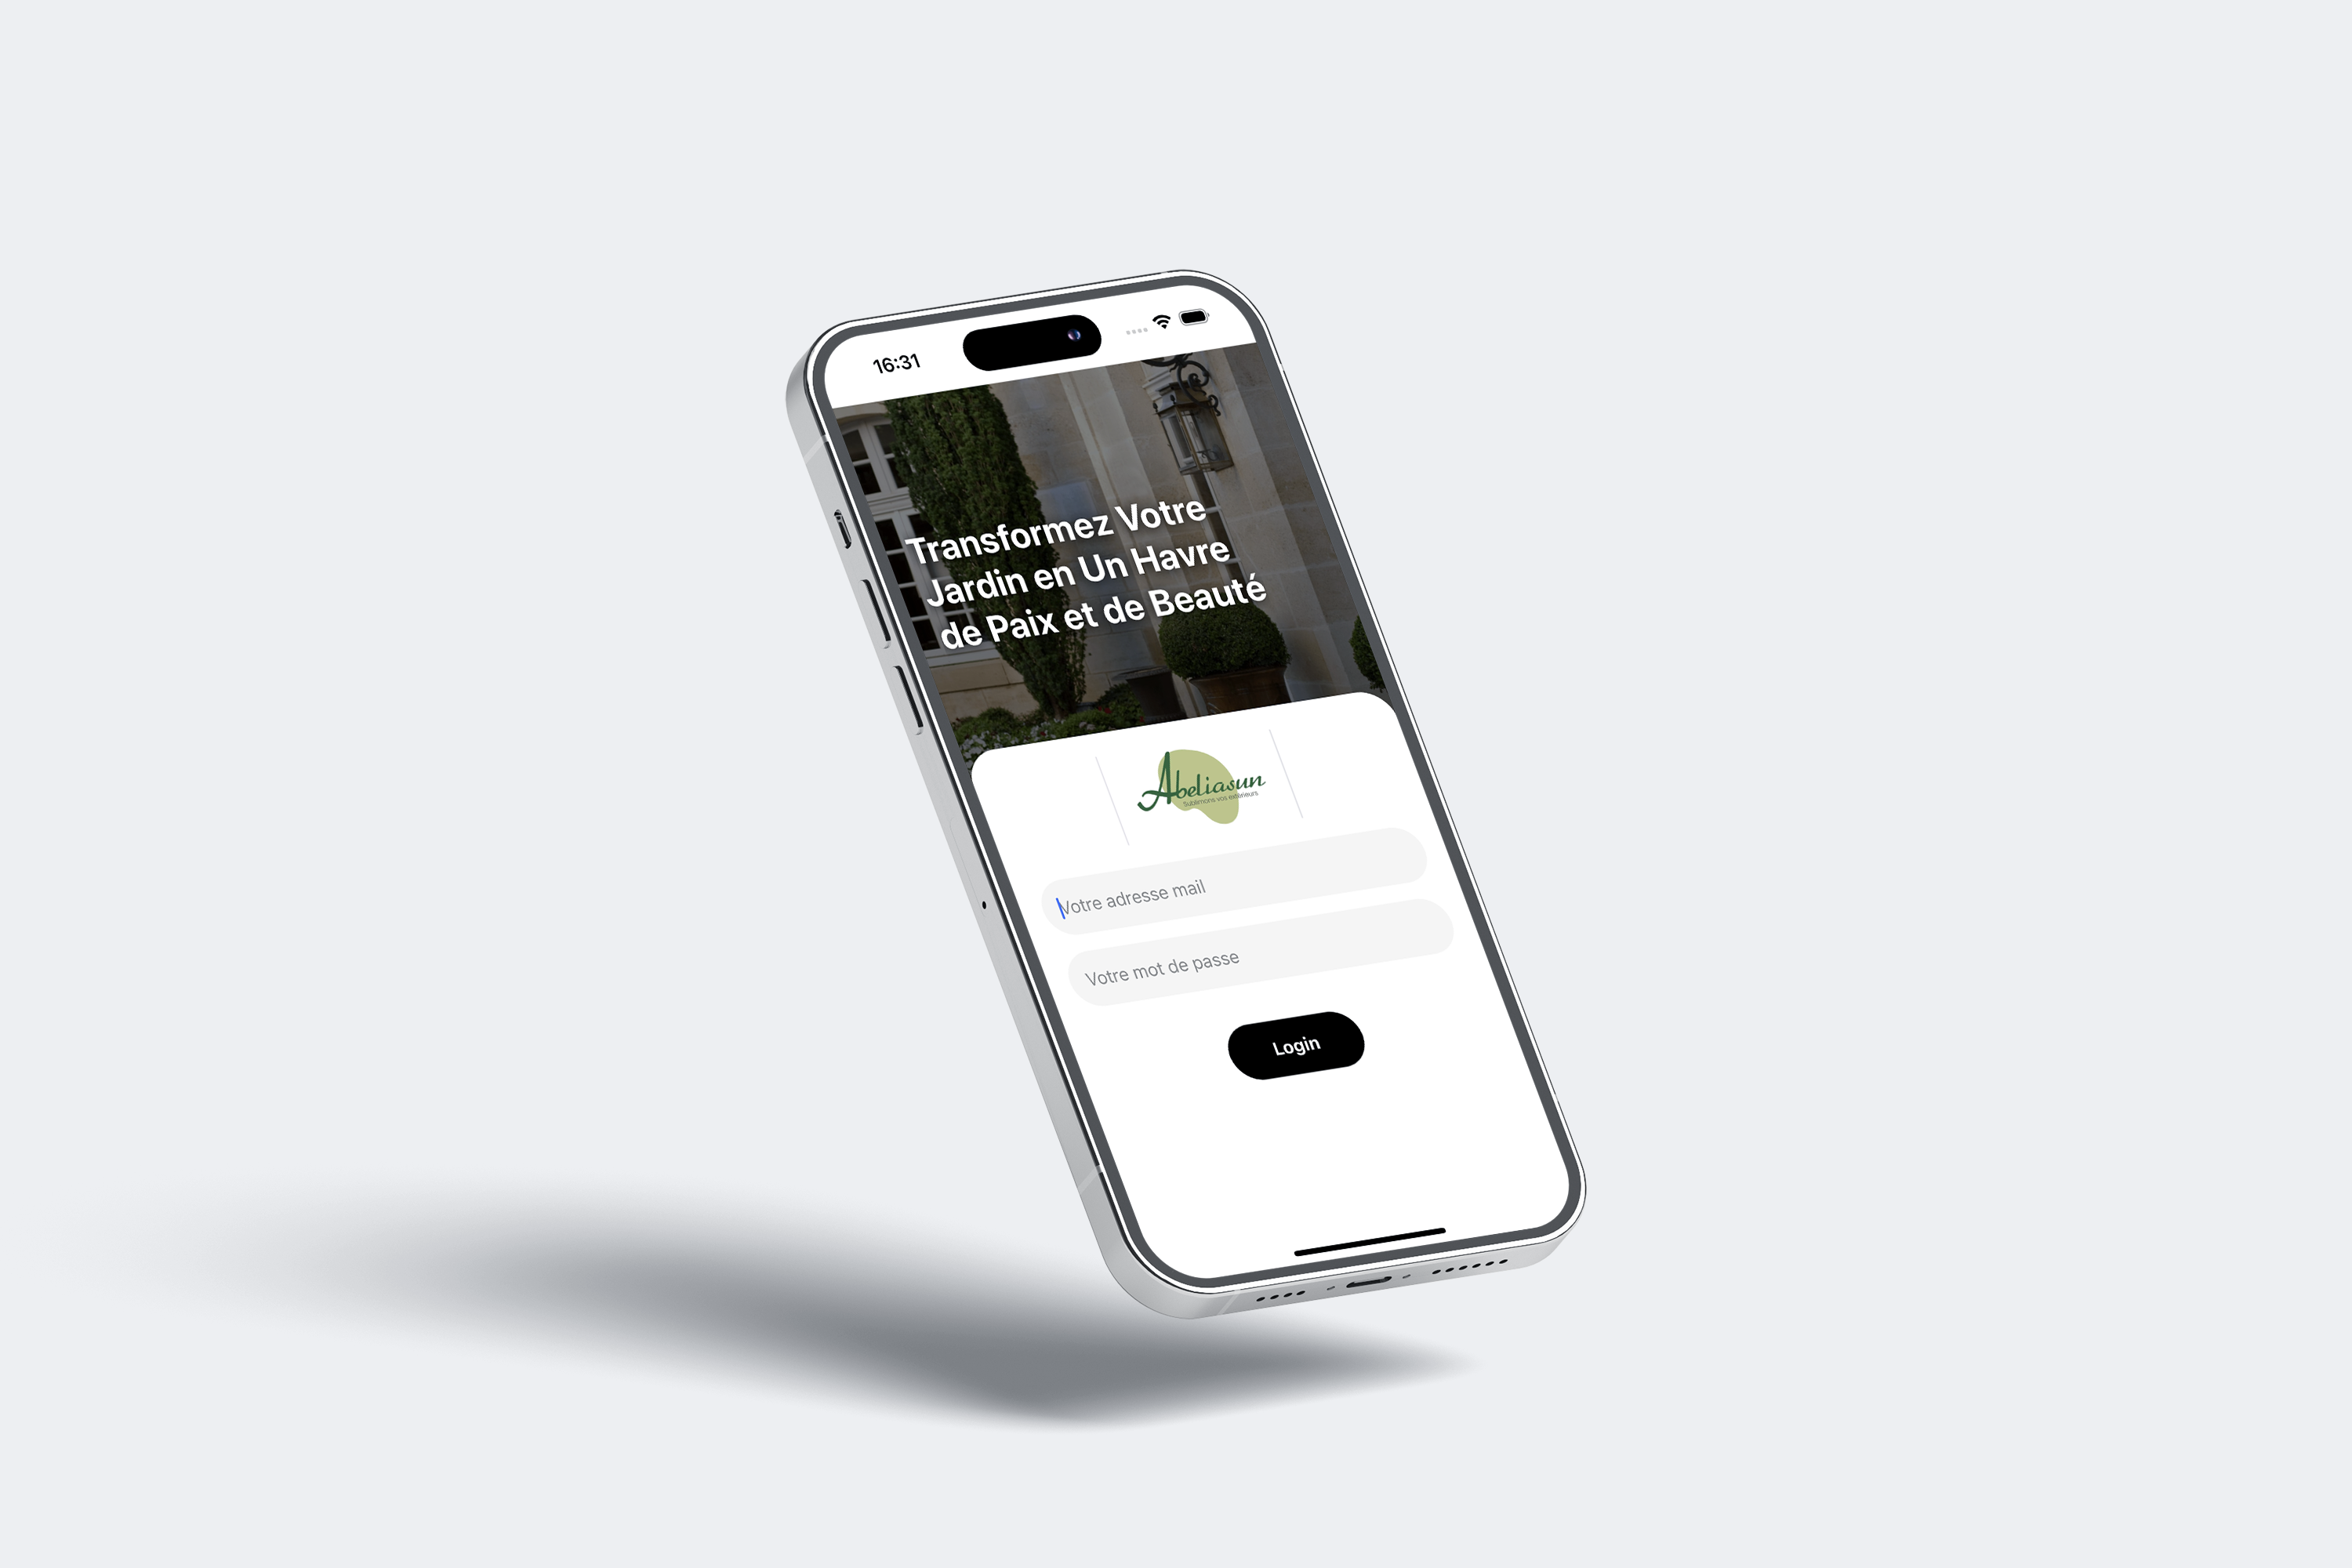 16:31
Transformez Votre
Jardin en Un Havre
de Paix et de Beauté
Abeliasun
Sublimons vos extérieurs
Votre adresse mail
Votre mot de passe
Login